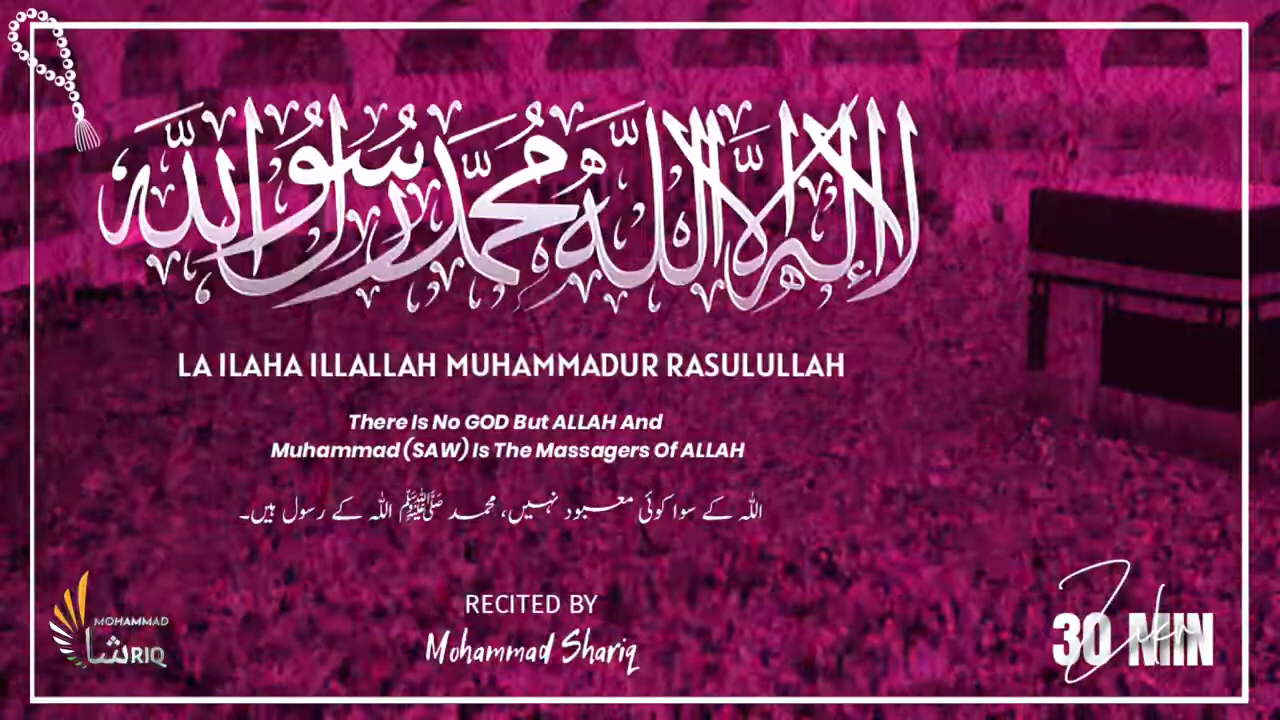 لا إله إلا الله محمد رسول الله
LA ILAHA ILLALLAH MUHAMMADUR RASULULLAH
There Is No GOD But ALLAH And
Muhammad (SAW) Is The Massagers Of ALLAH
اللہ کے سوا کوئی معبود نہیں، محمد ﷺ اللہ کے رسول ہیں۔
RECITED BY
Mohammad Shariq
MOHAMMAD
شاRIQ
30 MIN
Zikr